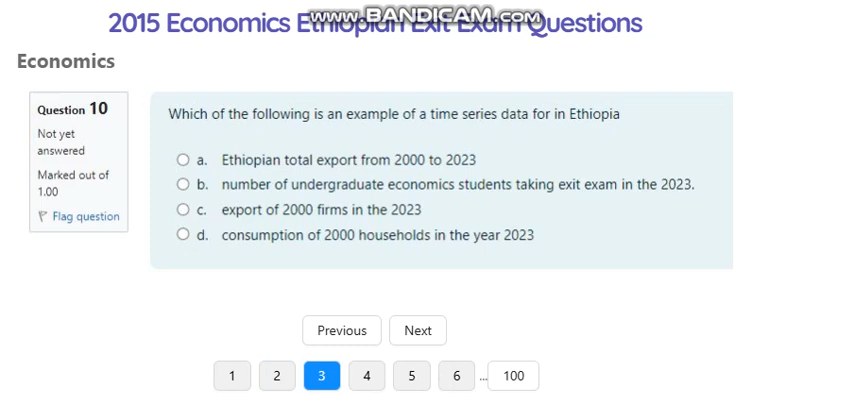 2015 Economics Ethiopian Exit Exam Questions
www.BANDICAM.com
Economics
Question 10
Not yet
answered
Marked out of
1.00
Flag question
Which of the following is an example of a time series data for in Ethiopia
a. Ethiopian total export from 2000 to 2023
b. number of undergraduate economics students taking exit exam in the 2023.
c. export of 2000 firms in the 2023
d. consumption of 2000 households in the year 2023
Previous Next
1 2 3 4 5 6 ... 100